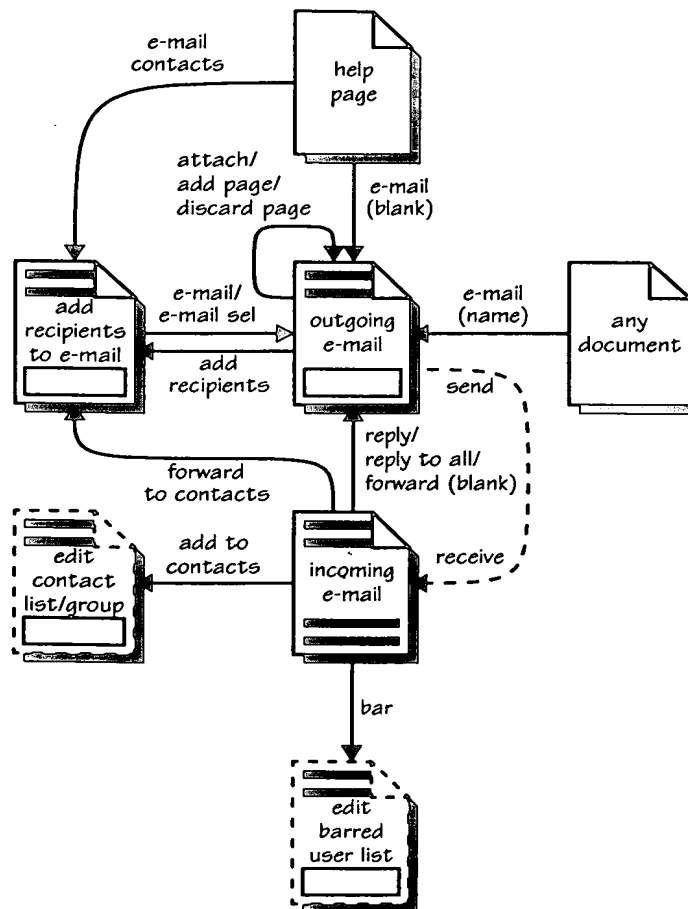 e-mail
contacts
help
page
attach/
add page/
discard page
e-mail
(blank)
add
recipients
to e-mail
e-mail/
e-mail sel
add
recipients
outgoing
e-mail
e-mail
(name)
any
document
send
reply/
reply to all/
forward (blank)
forward
to contacts
edit
contact
list/group
add to
contacts
incoming
e-mail
receive
bar
edit
barred
user list